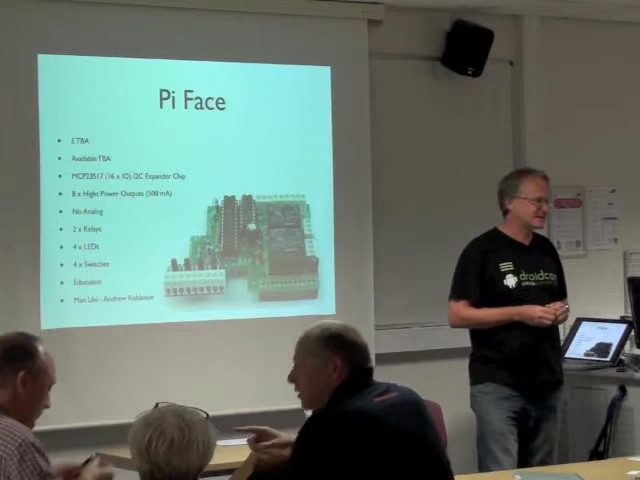 Pi Face
£TBA
Available TBA
MCP23S17 (16 x IO) I2C Expander Chip
8 x Hight Power Outputs (500 mA)
No Analog
2 x Relays
4 x LEDs
4 x Switches
Education
Man Uni - Andrew Robinson
droidcon